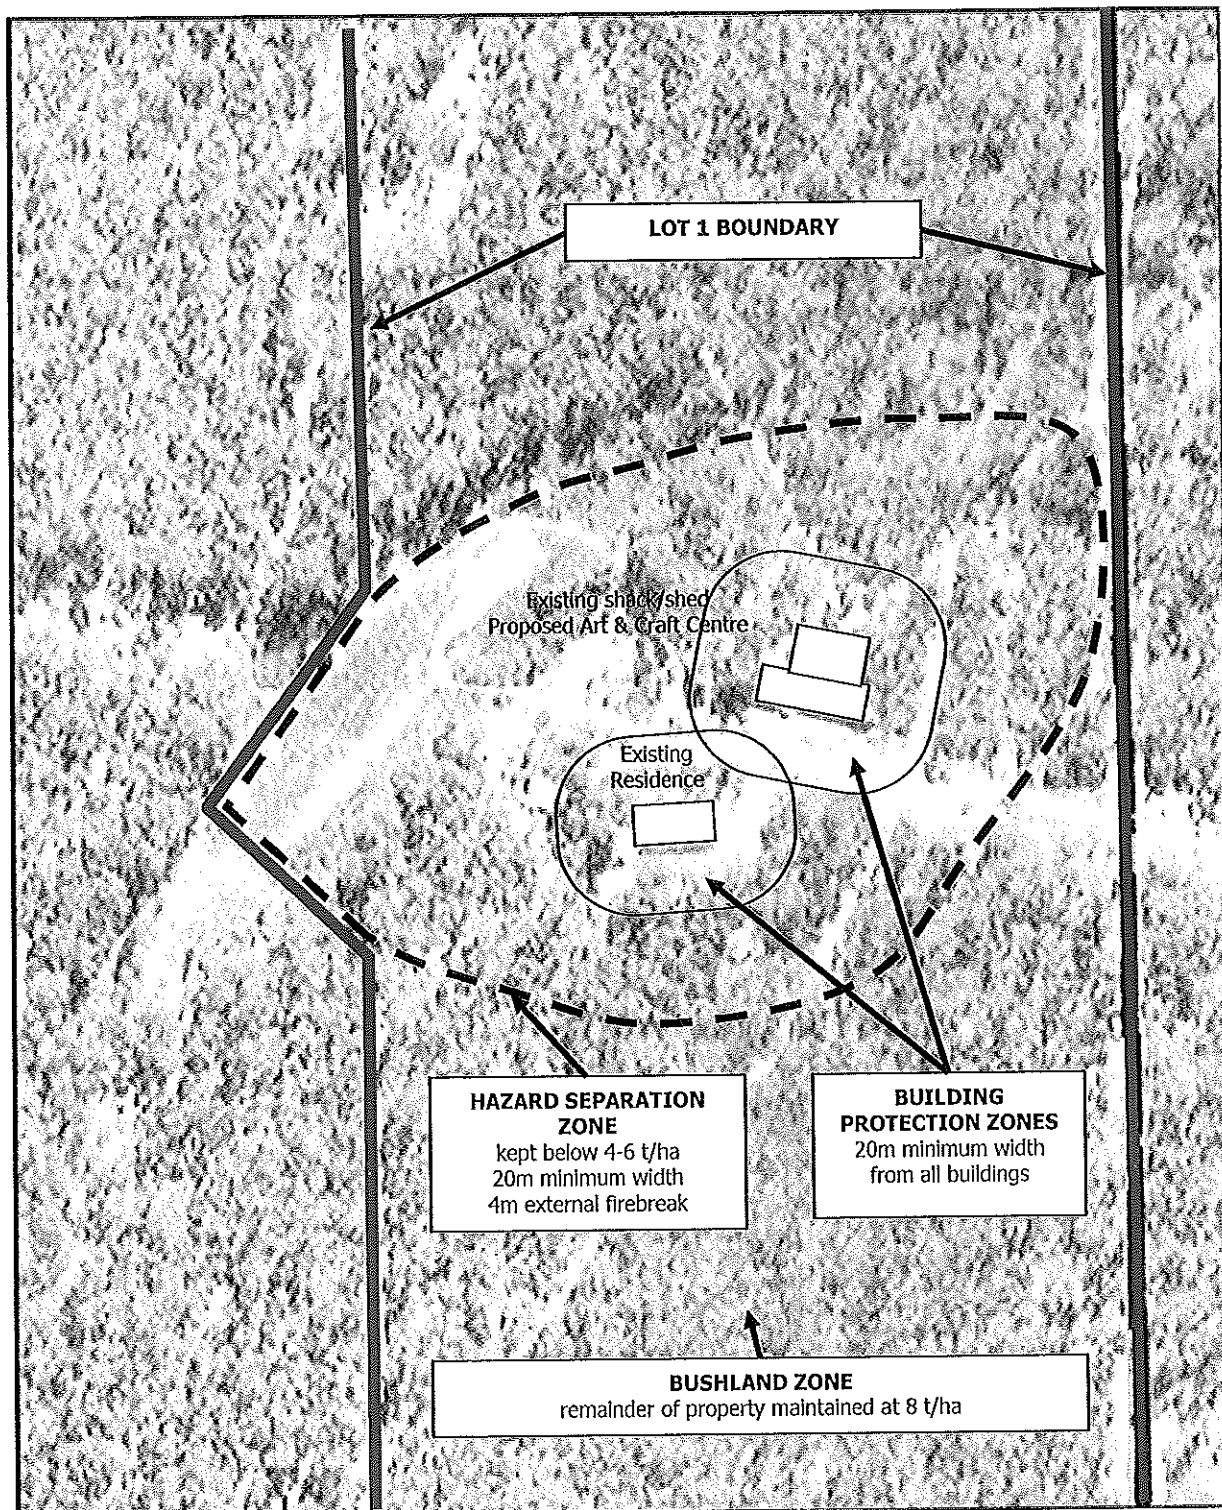 LOT 1 BOUNDARY
Existing shack/shed
Proposed Art & Craft Centre
Existing
Residence
HAZARD SEPARATION
ZONE
kept below 4-6 t/ha
20m minimum width
4m external firebreak
BUILDING
PROTECTION ZONES
20m minimum width
from all buildings
BUSHLAND ZONE
remainder of property maintained at 8 t/ha